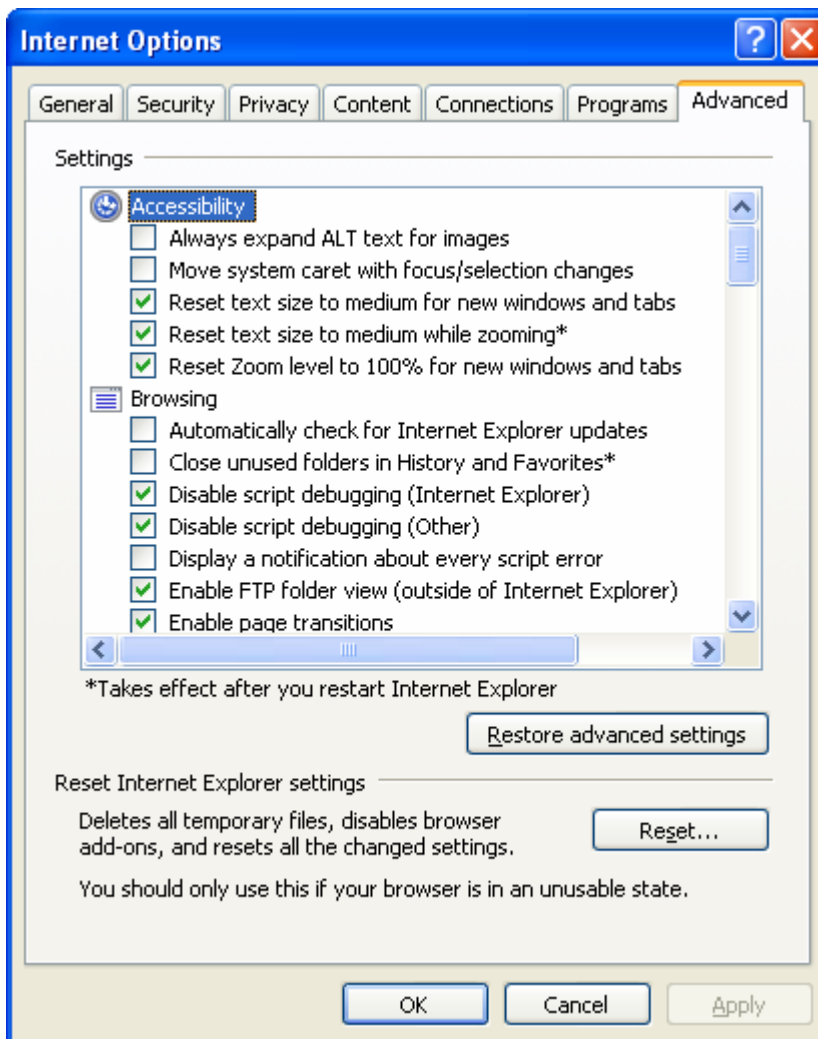 Internet Options
General Security Privacy Content Connections Programs Advanced
Settings
Accessibility
Always expand ALT text for images
Move system caret with focus/selection changes
Reset text size to medium for new windows and tabs
Reset text size to medium while zooming*
Reset Zoom level to 100% for new windows and tabs
Browsing
Automatically check for Internet Explorer updates
Close unused folders in History and Favorites*
Disable script debugging (Internet Explorer)
Disable script debugging (Other)
Display a notification about every script error
Enable FTP folder view (outside of Internet Explorer)
Enable page transitions
*Takes effect after you restart Internet Explorer
Restore advanced settings
Reset Internet Explorer settings
Deletes all temporary files, disables browser
add-ons, and resets all the changed settings.
Reset...
You should only use this if your browser is in an unusable state.
OK Cancel Apply